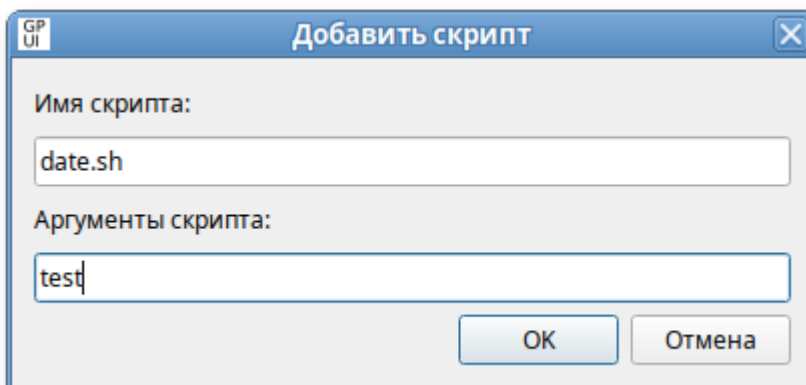 GP
UI
Добавить скрипт
Имя скрипта:
date.sh
Аргументы скрипта:
test
OK
Отмена